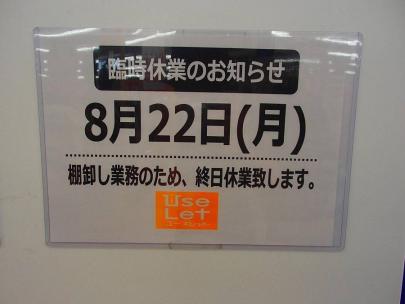 臨時休業のお知らせ
8月22日(月)
棚卸し業務のため、終日休業致します。
Use
Let